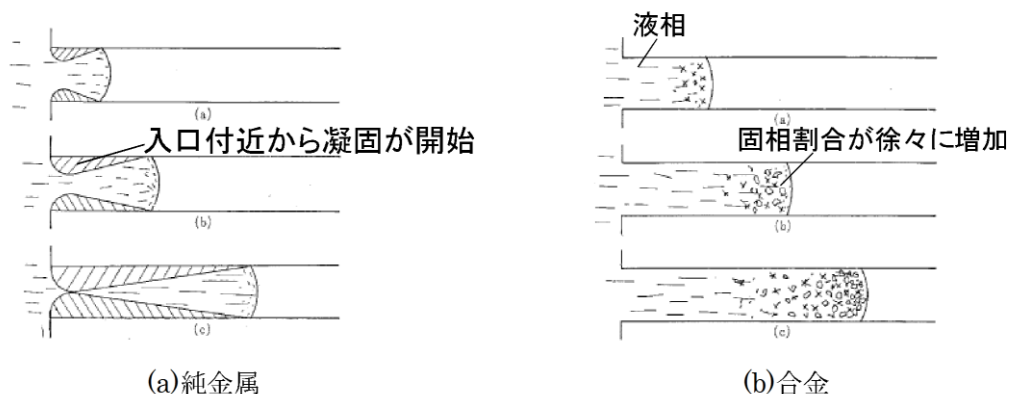 液相
(a)
(a)
入口付近から凝固が開始
固相割合が徐々に増加
(b)
(b)
(c)
(c)
(a)純金属
(b)合金